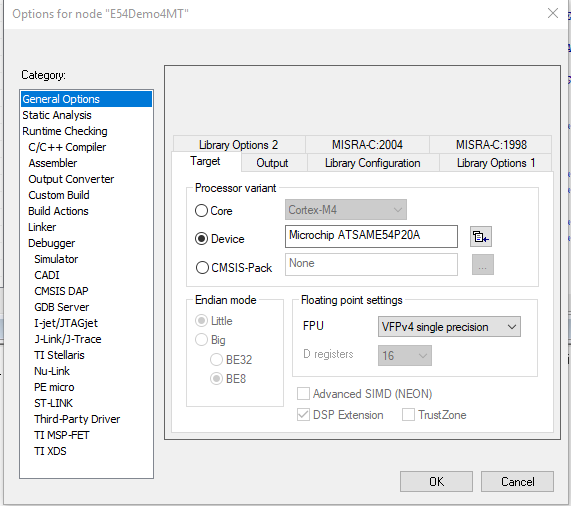 Options for node "E54Demo4MT"
Category:
General Options
Static Analysis
Runtime Checking
C/C++ Compiler
Assembler
Output Converter
Custom Build
Build Actions
Linker
Debugger
Simulator
CADI
CMSIS DAP
GDB Server
I-jet/JTAGjet
J-Link/J-Trace
TI Stellaris
Nu-Link
PE micro
ST-LINK
Third-Party Driver
TI MSP-FET
TI XDS
Library Options 2 MISRA-C:2004 MISRA-C:1998
Target Output Library Configuration Library Options 1
Processor variant
Core Cortex-M4
Device Microchip ATSAME54P20A
CMSIS-Pack None ...
Endian mode
Little
Big
BE32
BE8
Floating point settings
FPU VFPv4 single precision
D registers 16
Advanced SIMD (NEON)
DSP Extension TrustZone
OK Cancel